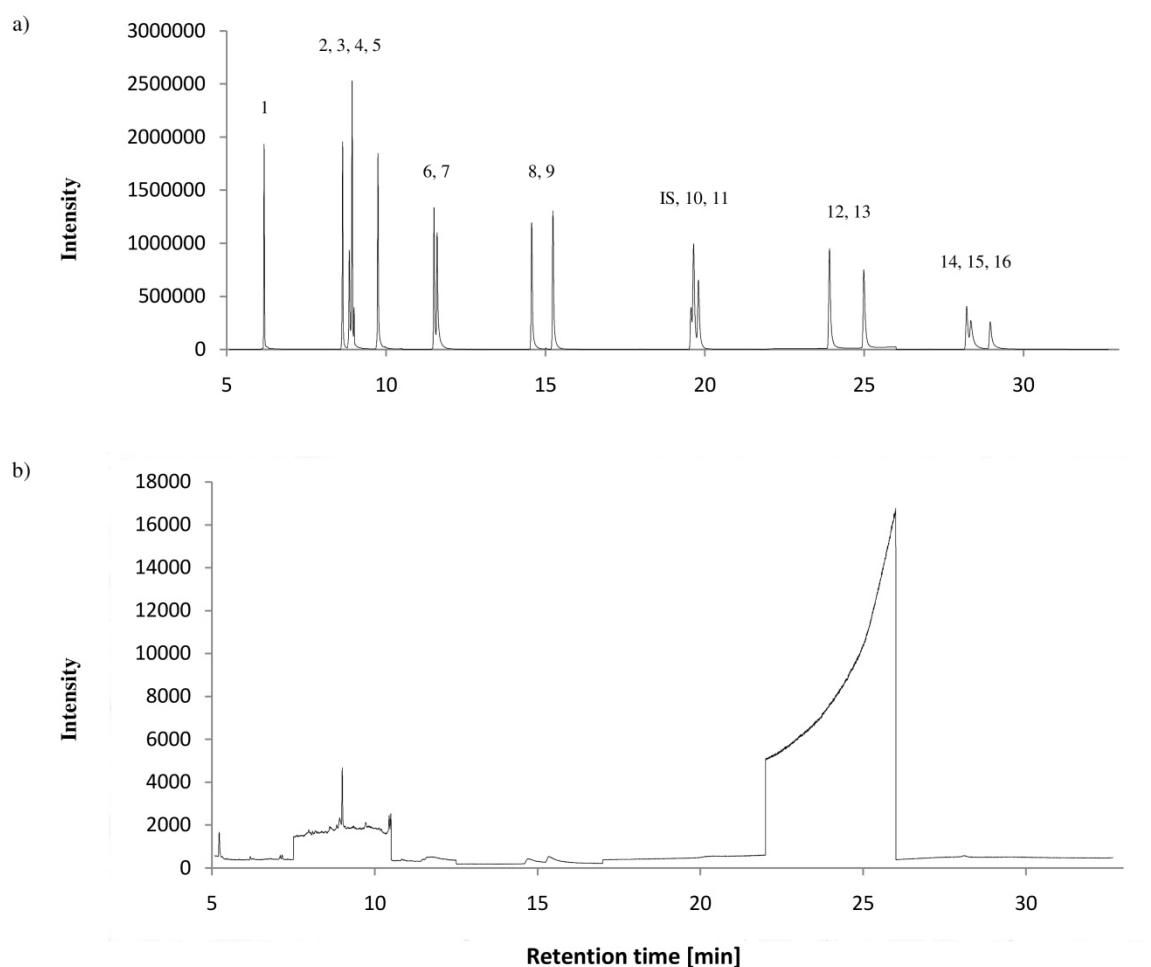 a)
3000000
2, 3, 4, 5
2500000
1
2000000
6, 7
8, 9
1500000
IS, 10, 11
12, 13
1000000
14, 15, 16
500000
0
Intensity
5 10 15 20 25 30
b)
18000
16000
14000
12000
10000
8000
6000
4000
2000
0
Intensity
5 10 15 20 25 30
Retention time [min]